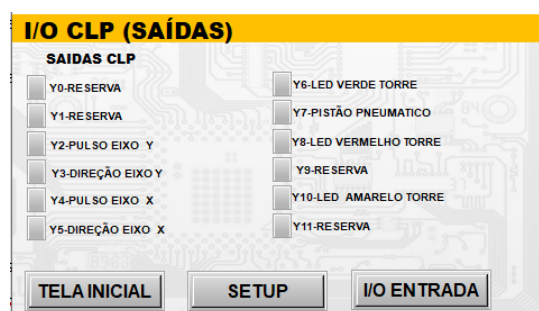 I/O CLP (SAÍDAS)
SAIDAS CLP
Y0-RESERVA
Y1-RESERVA
Y2-PULSO EIXO Y
Y3-DIREÇÃO EIXO Y
Y4-PULSO EIXO X
Y5-DIREÇÃO EIXO X
Y6-LED VERDE TORRE
Y7-PISTÃO PNEUMATICO
Y8-LED VERMELHO TORRE
Y9-RESERVA
Y10-LED AMARELO TORRE
Y11-RESERVA
TELA INICIAL
SETUP
I/O ENTRADA